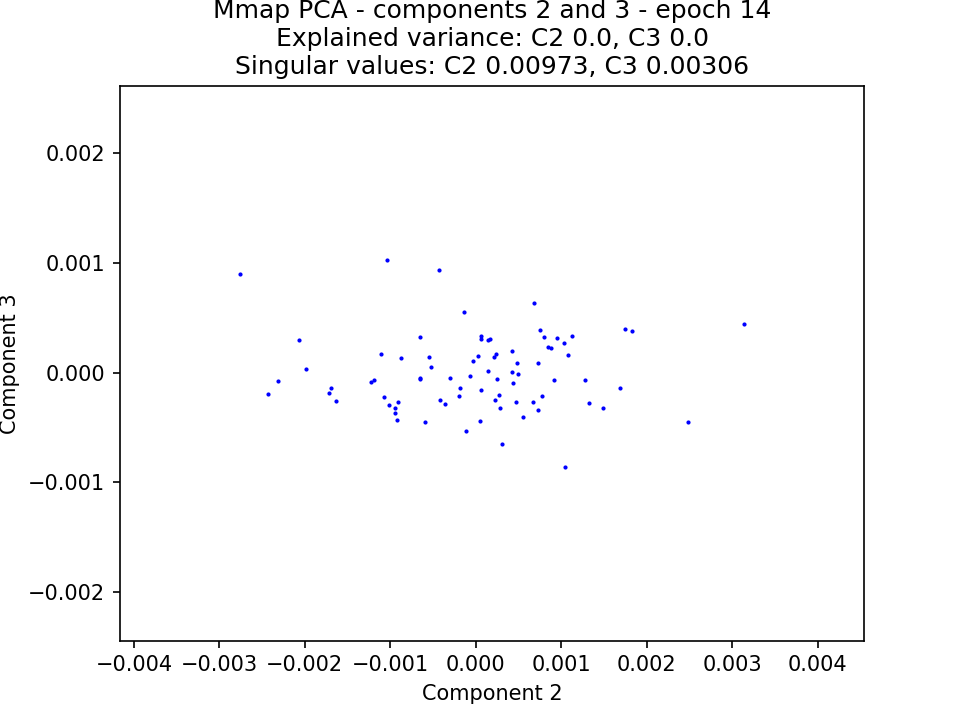 Mmap PCA - components 2 and 3 - epoch 14
Explained variance: C2 0.0, C3 0.0
Singular values: C2 0.00973, C3 0.00306
0.002
0.001
0.000
−0.001
−0.002
Component 3
−0.004 −0.003 −0.002 −0.001 0.000 0.001 0.002 0.003 0.004
Component 2